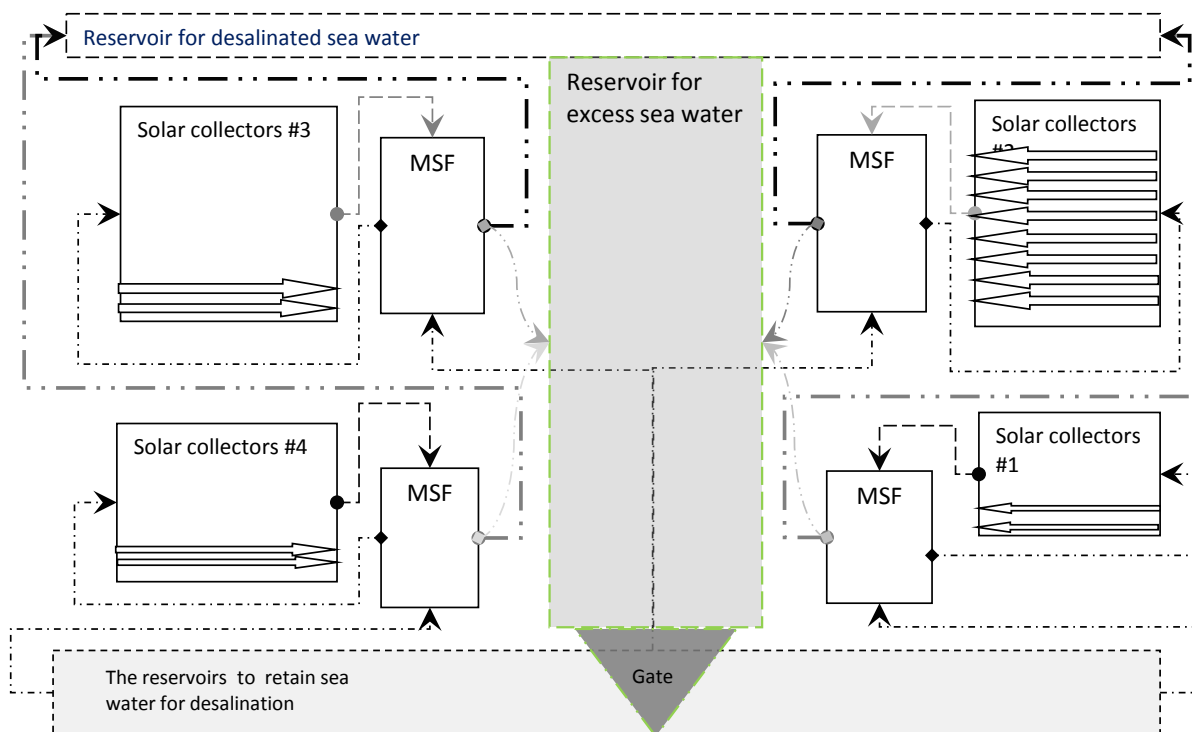 Reservoir for desalinated sea water
Reservoir for
excess sea water
Solar collectors #3
MSF
MSF
Solar collectors
Solar collectors #4
MSF
MSF
Solar collectors
#1
The reservoirs to retain sea
water for desalination
Gate